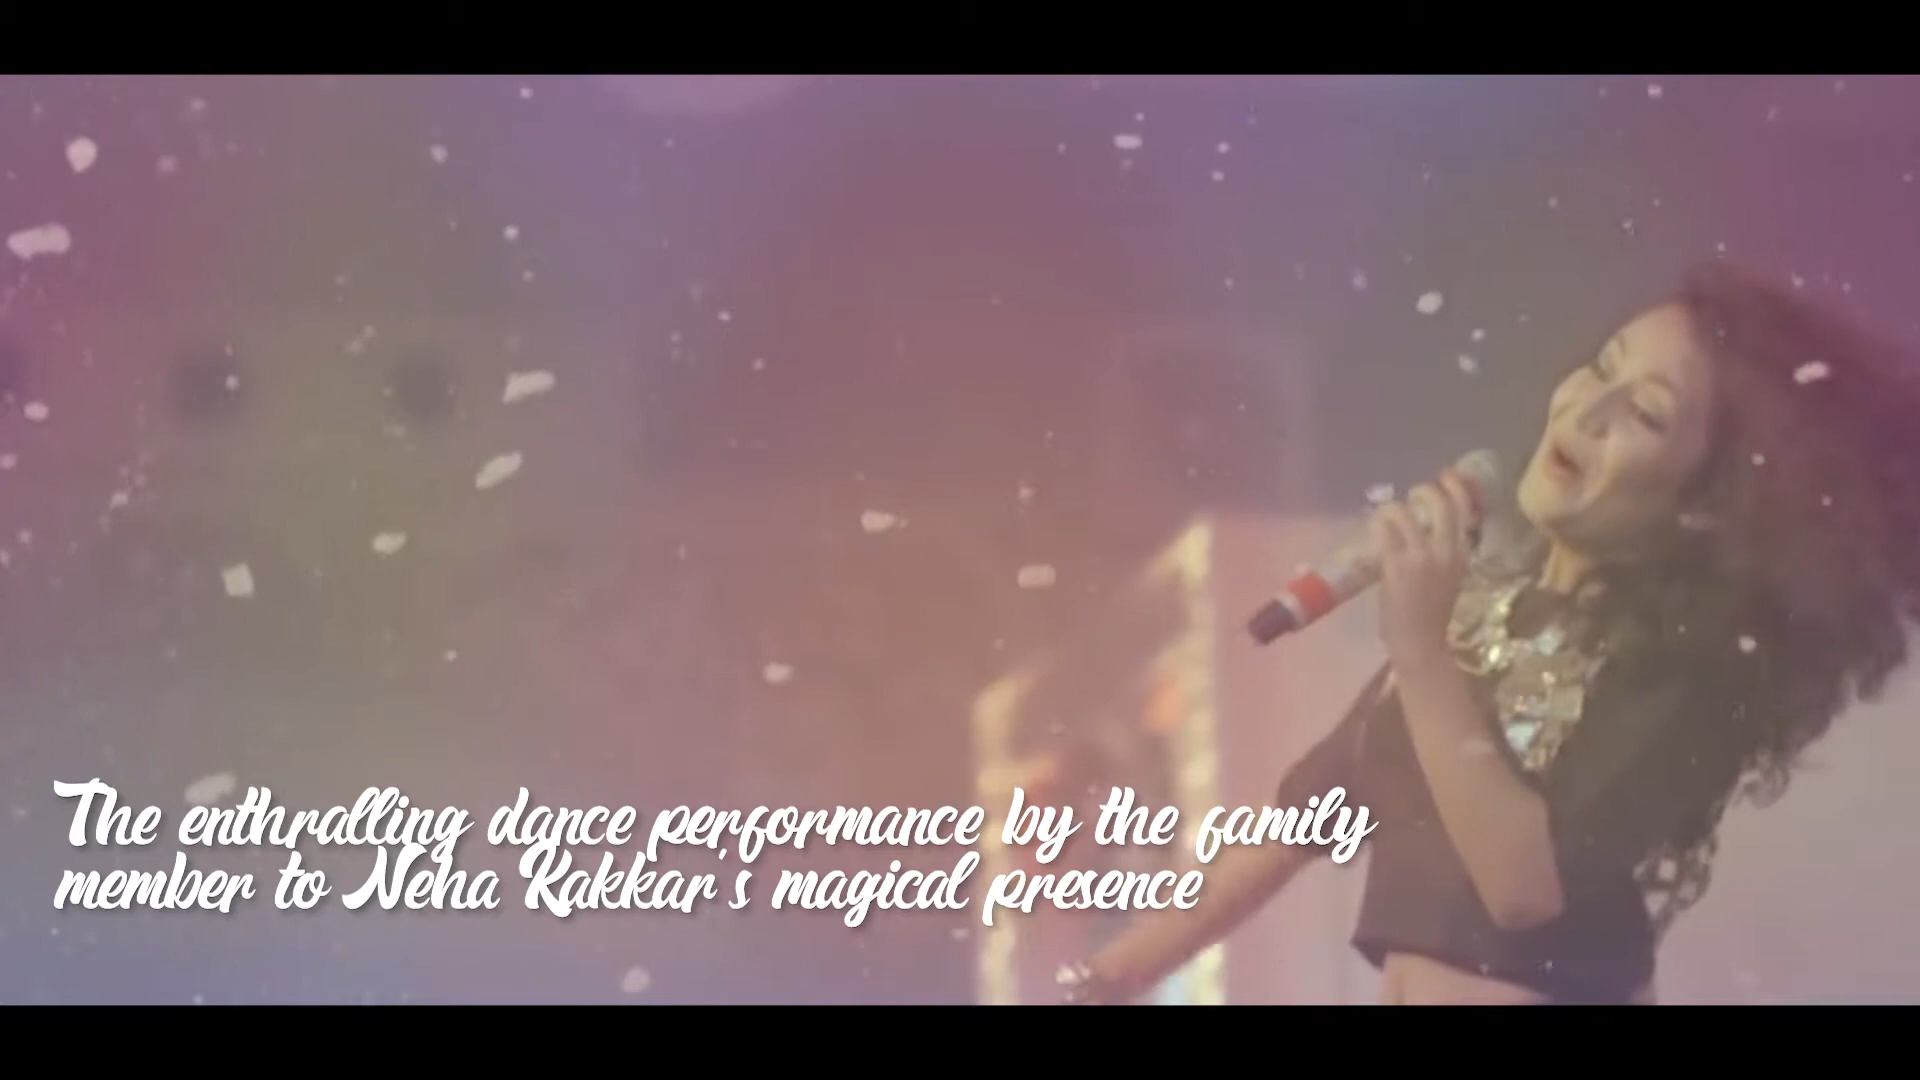 The enthralling dance performance by the family
member to Neha Kakkar's magical presence